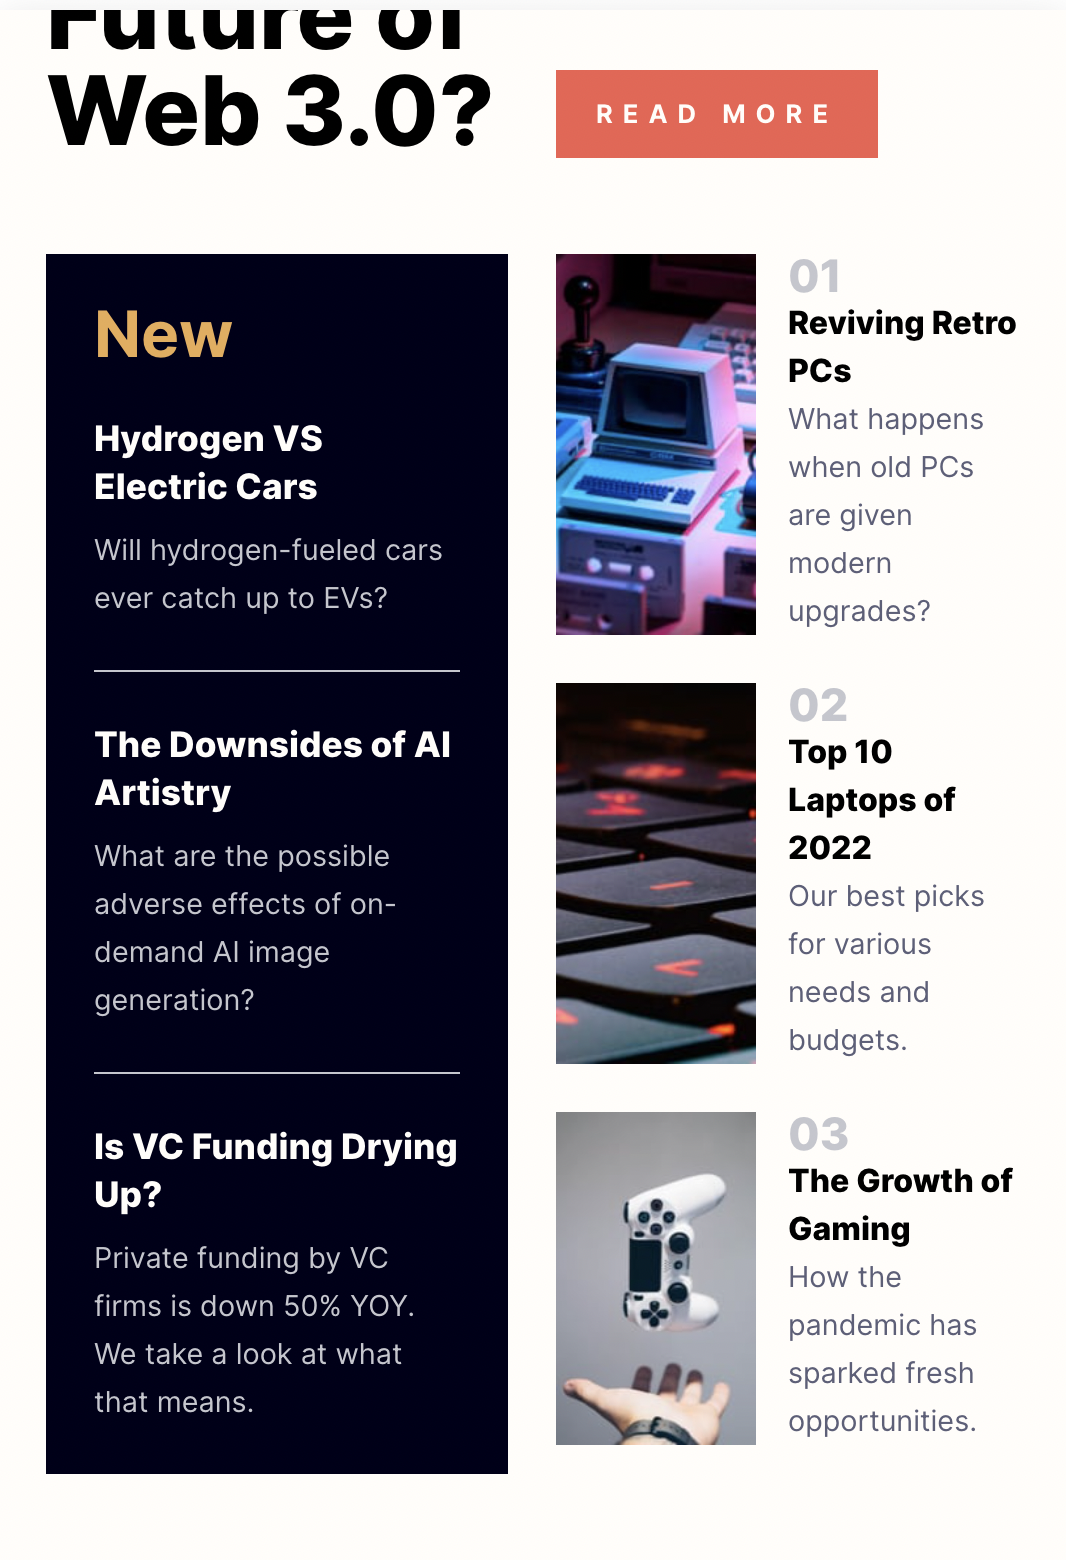 Future of
Web 3.0?
READ MORE
New
Hydrogen VS
Electric Cars
Will hydrogen-fueled cars
ever catch up to EVs?
The Downsides of AI
Artistry
What are the possible
adverse effects of on-
demand AI image
generation?
Is VC Funding Drying
Up?
Private funding by VC
firms is down 50% YOY.
We take a look at what
that means.
01
Reviving Retro
PCs
What happens
when old PCs
are given
modern
upgrades?
02
Top 10
Laptops of
2022
Our best picks
for various
needs and
budgets.
03
The Growth of
Gaming
How the
pandemic has
sparked fresh
opportunities.